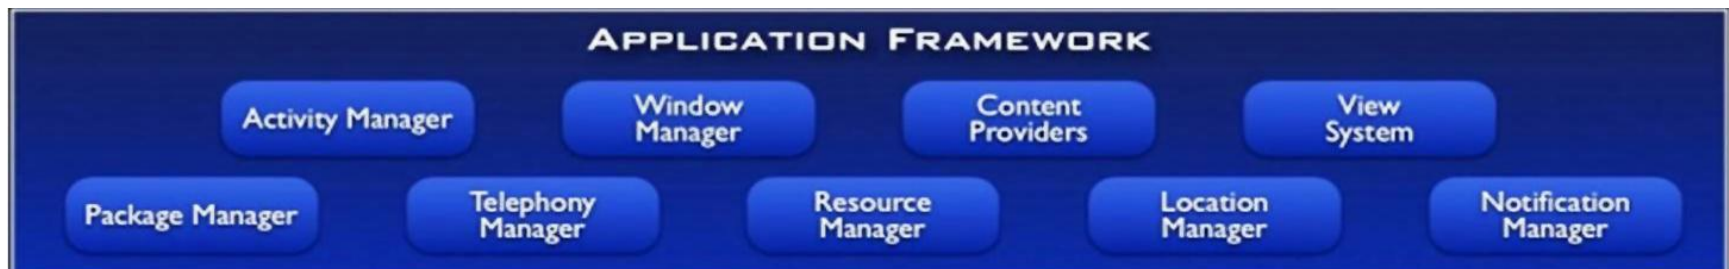 APPLICATION FRAMEWORK
Activity Manager
Window
Manager
Content
Providers
View
System
Package Manager
Telephony
Manager
Resource
Manager
Location
Manager
Notification
Manager